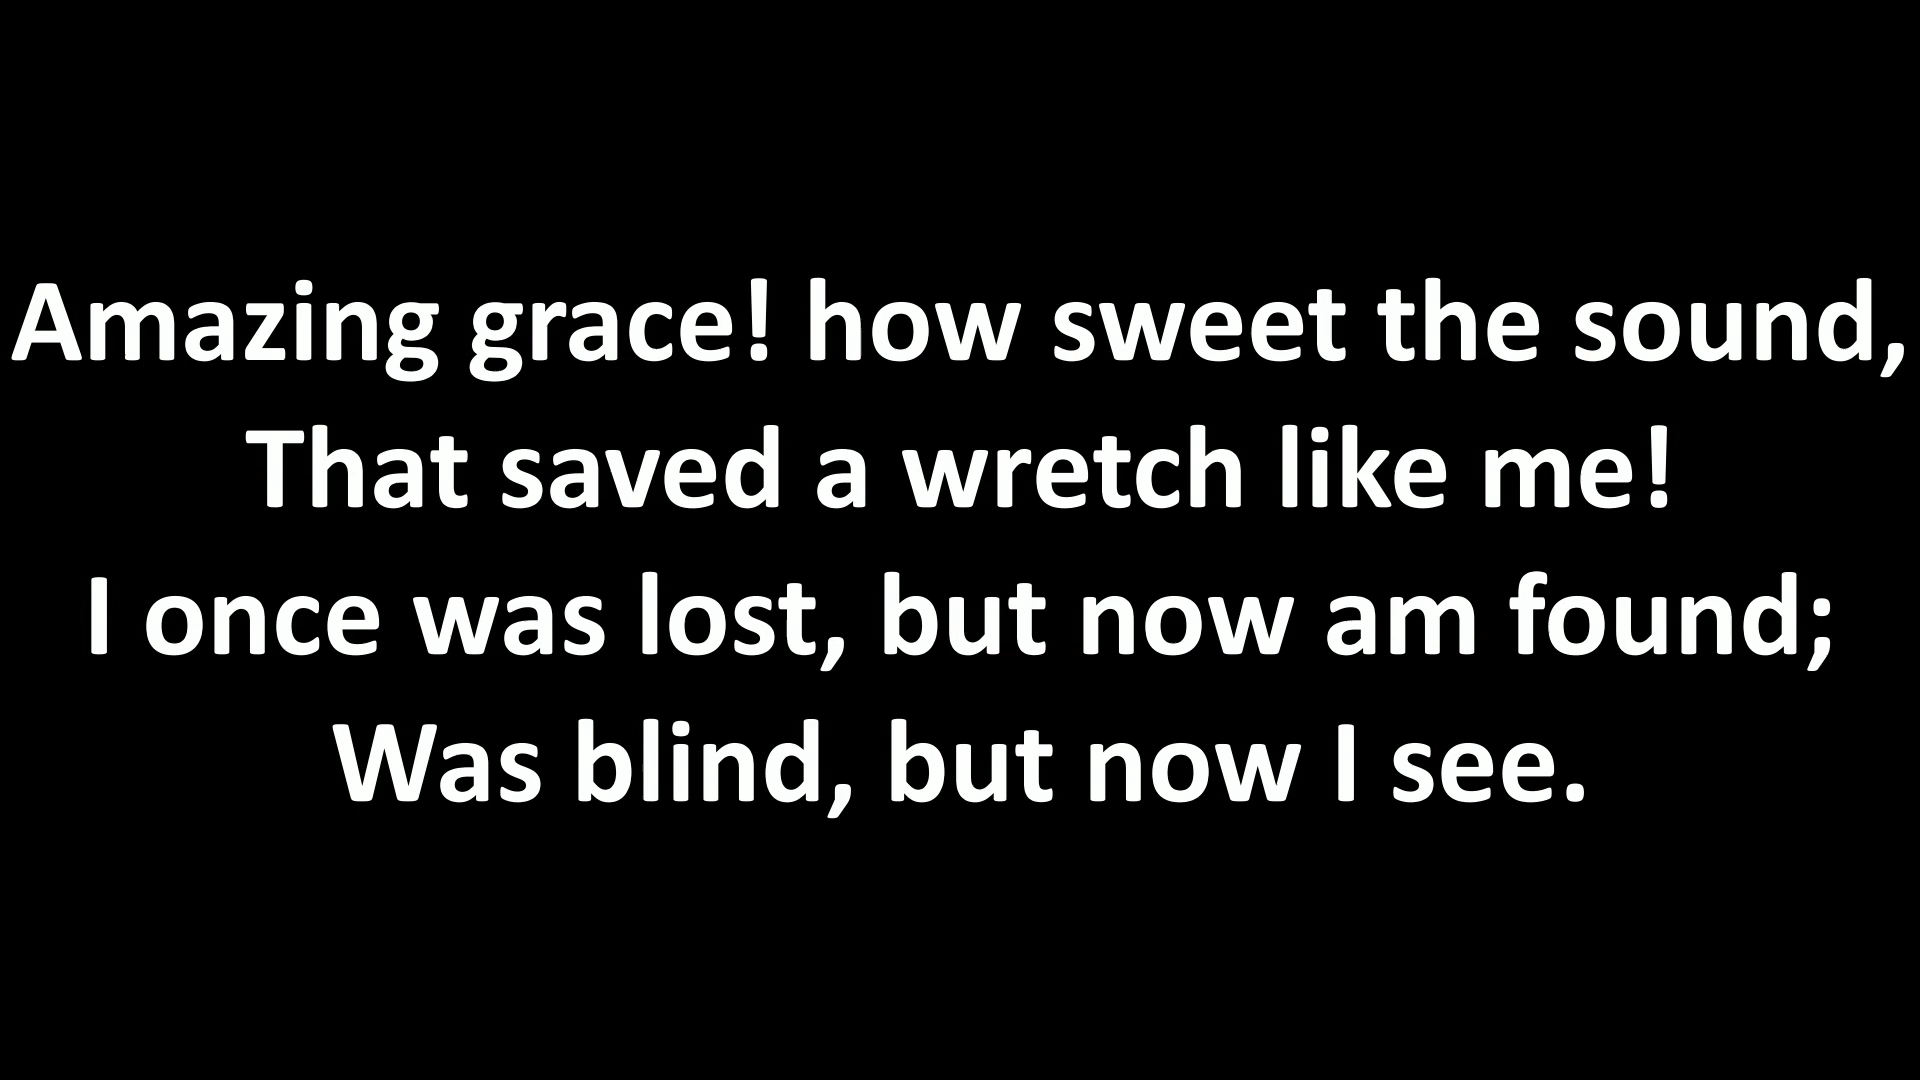 Amazing grace! how sweet the sound,
That saved a wretch like me!
I once was lost, but now am found;
Was blind, but now I see.